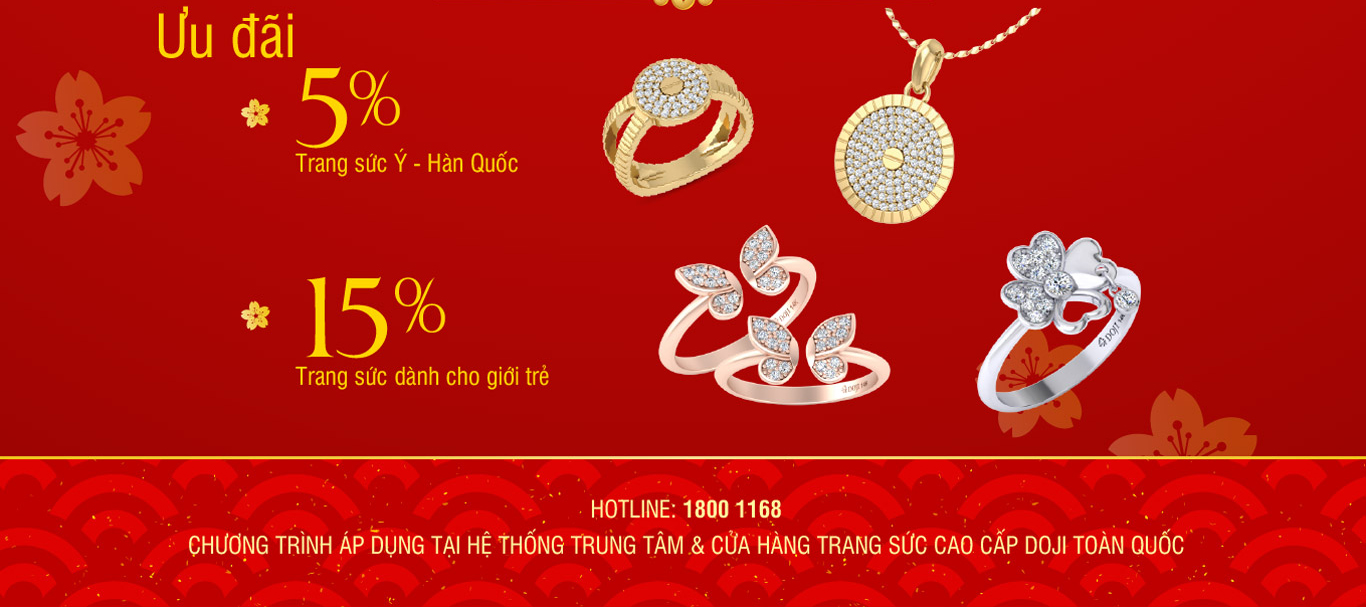 Ưu đãi
5%
Trang sức Ý - Hàn Quốc
15%
Trang sức dành cho giới trẻ
HOTLINE: 1800 1168
CHƯƠNG TRÌNH ÁP DỤNG TẠI HỆ THỐNG TRUNG TÂM & CỬA HÀNG TRANG SỨC CAO CẤP DOJI TOÀN QUỐC